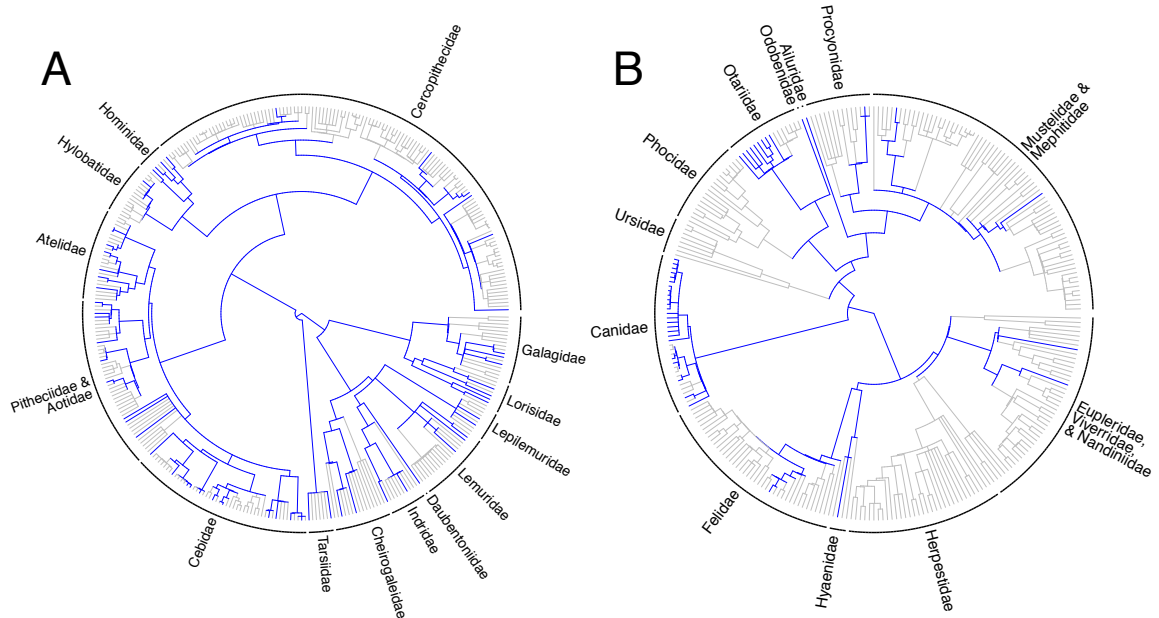 A
Cercopithecidae
Hominidae
Hylobatidae
Atelidae
Pitheciidae &
Aotidae
Cebidae
Tarsiidae
Cheirogaleidae
Indridae
Daubentoniidae
Lemuridae
Lepilemuridae
Lorisidae
Galagidae
B
Procyonidae
Ailuridae
Odobenidae
Otariidae
Phocidae
Ursidae
Canidae
Felidae
Hyaenidae
Herpestidae
Eupleridae,
Viverridae,
& Nandiniidae
Mustelidae &
Mephitidae